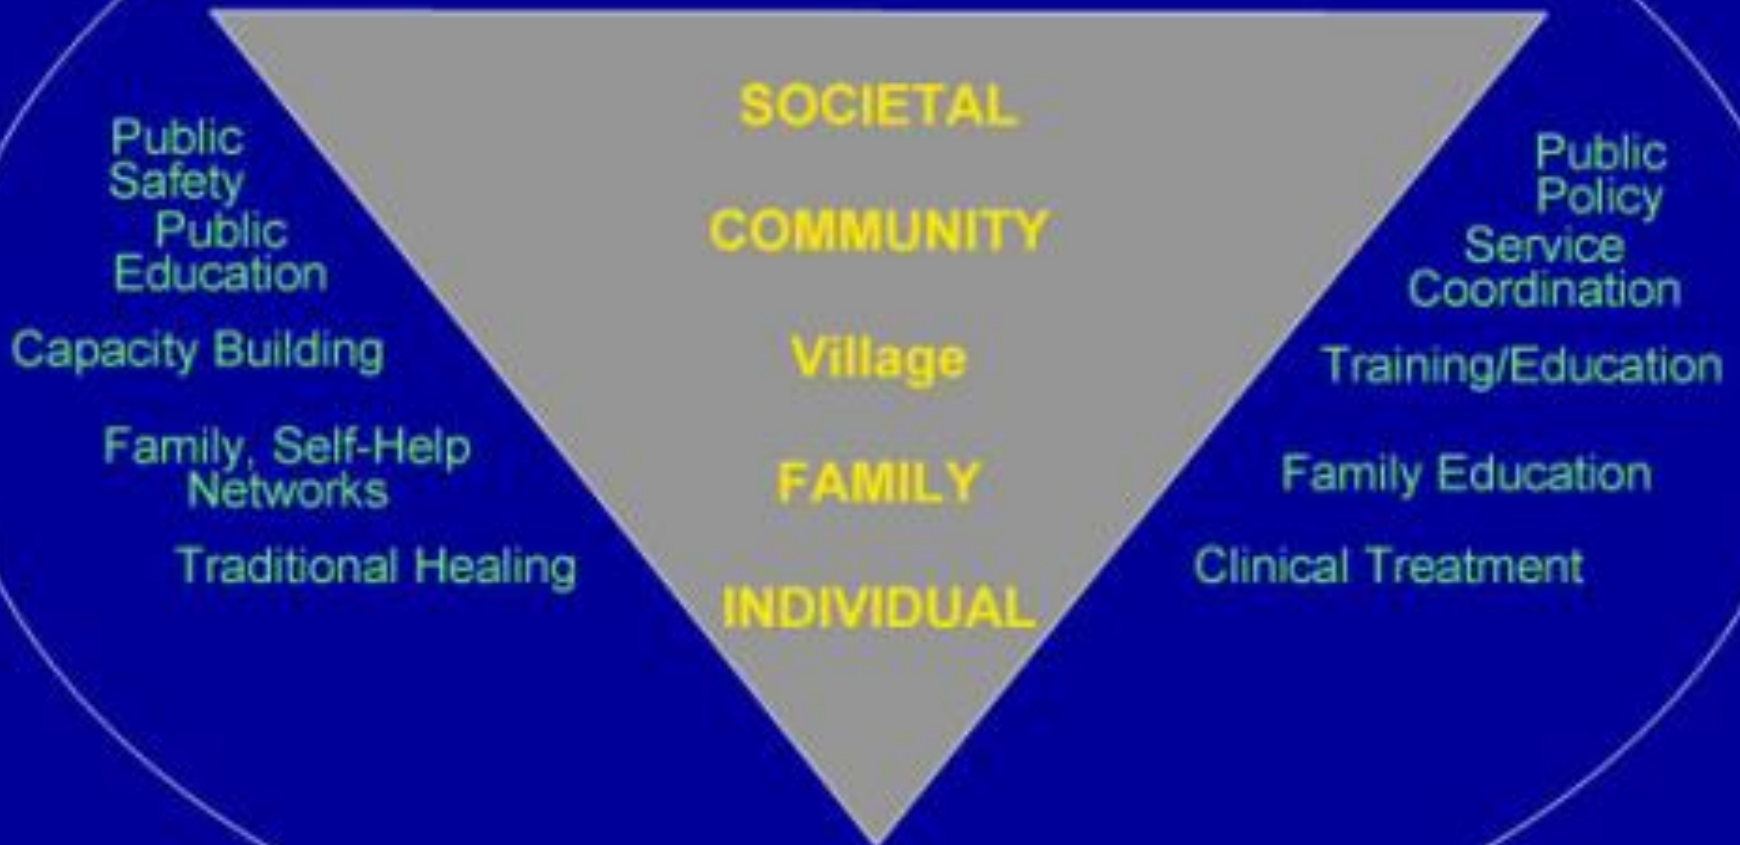 SOCIETAL
COMMUNITY
Village
FAMILY
INDIVIDUAL
Public
Safety
Public
Education
Capacity Building
Family, Self-Help
Networks
Traditional Healing
Public
Policy
Service
Coordination
Training/Education
Family Education
Clinical Treatment